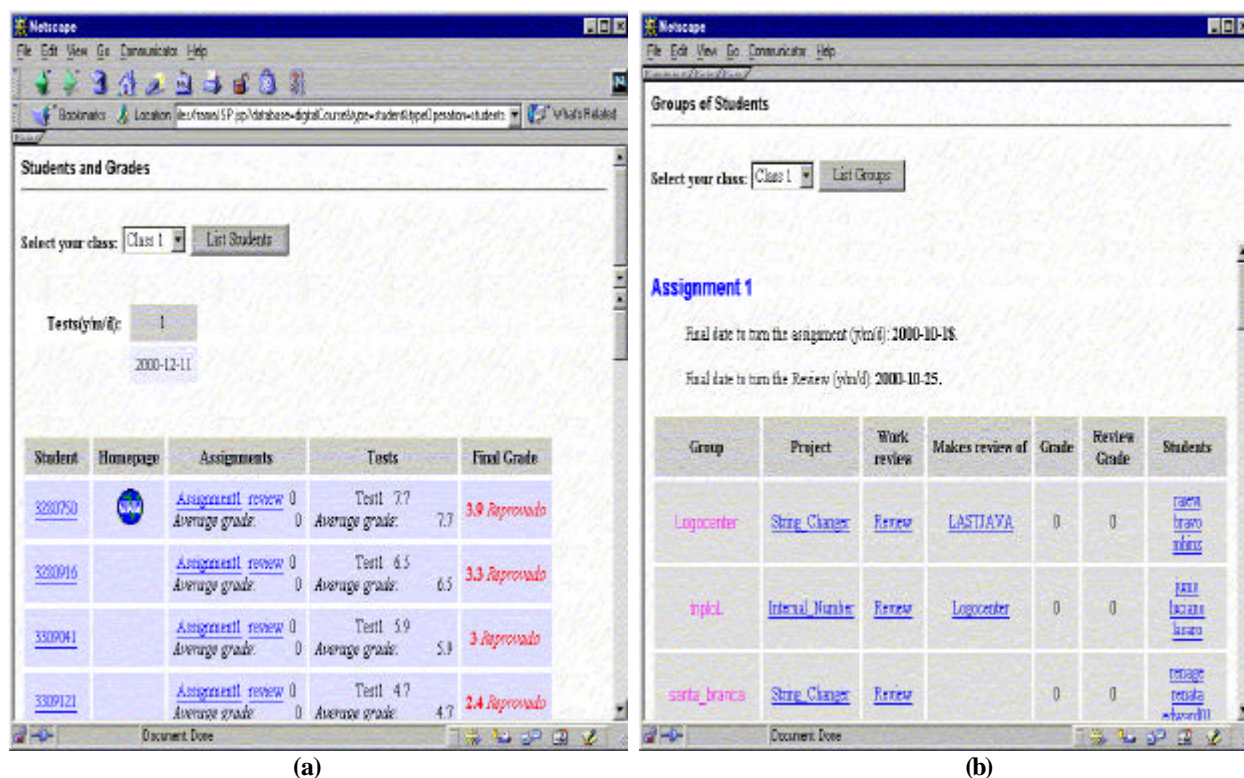 Netscape
File Edit View Go Communicator Help
Bookmarks Location What's Related
Students and Grades
Select your class: Class 1 List Students
Tests(y/m/d): 1
2000-12-11
Student Homepage Assignments Tests Final Grade
3280750 Assignment1 review 0 Test1 7.7 3.9 Reprovado
Average grade: 0 Average grade: 7.7
3280916 Assignment1 review 0 Test1 6.5 3.3 Reprovado
Average grade: 0 Average grade: 6.5
3309041 Assignment1 review 0 Test1 5.9 3 Reprovado
Average grade: 0 Average grade: 5.9
3309121 Assignment1 review 0 Test1 4.7 2.4 Reprovado
Average grade: 0 Average grade: 4.7
Document Done
(a)
Netscape
File Edit View Go Communicator Help
Groups of Students
Select your class: Class 1 List Groups
Assignment 1
Final date to turn the assignment (y/m/d): 2000-10-18.
Final date to turn the Review (y/m/d): 2000-10-25.
Group Project Work review Makes review of Grade Review Grade Students
Logocenter String_Changer Review LASTJAVA 0 0
bravo
triploL Internal_Number Review Logocenter 0 0
luciano
lasaro
santa_branca String_Changer Review 0 0
renata
Document Done
(b)